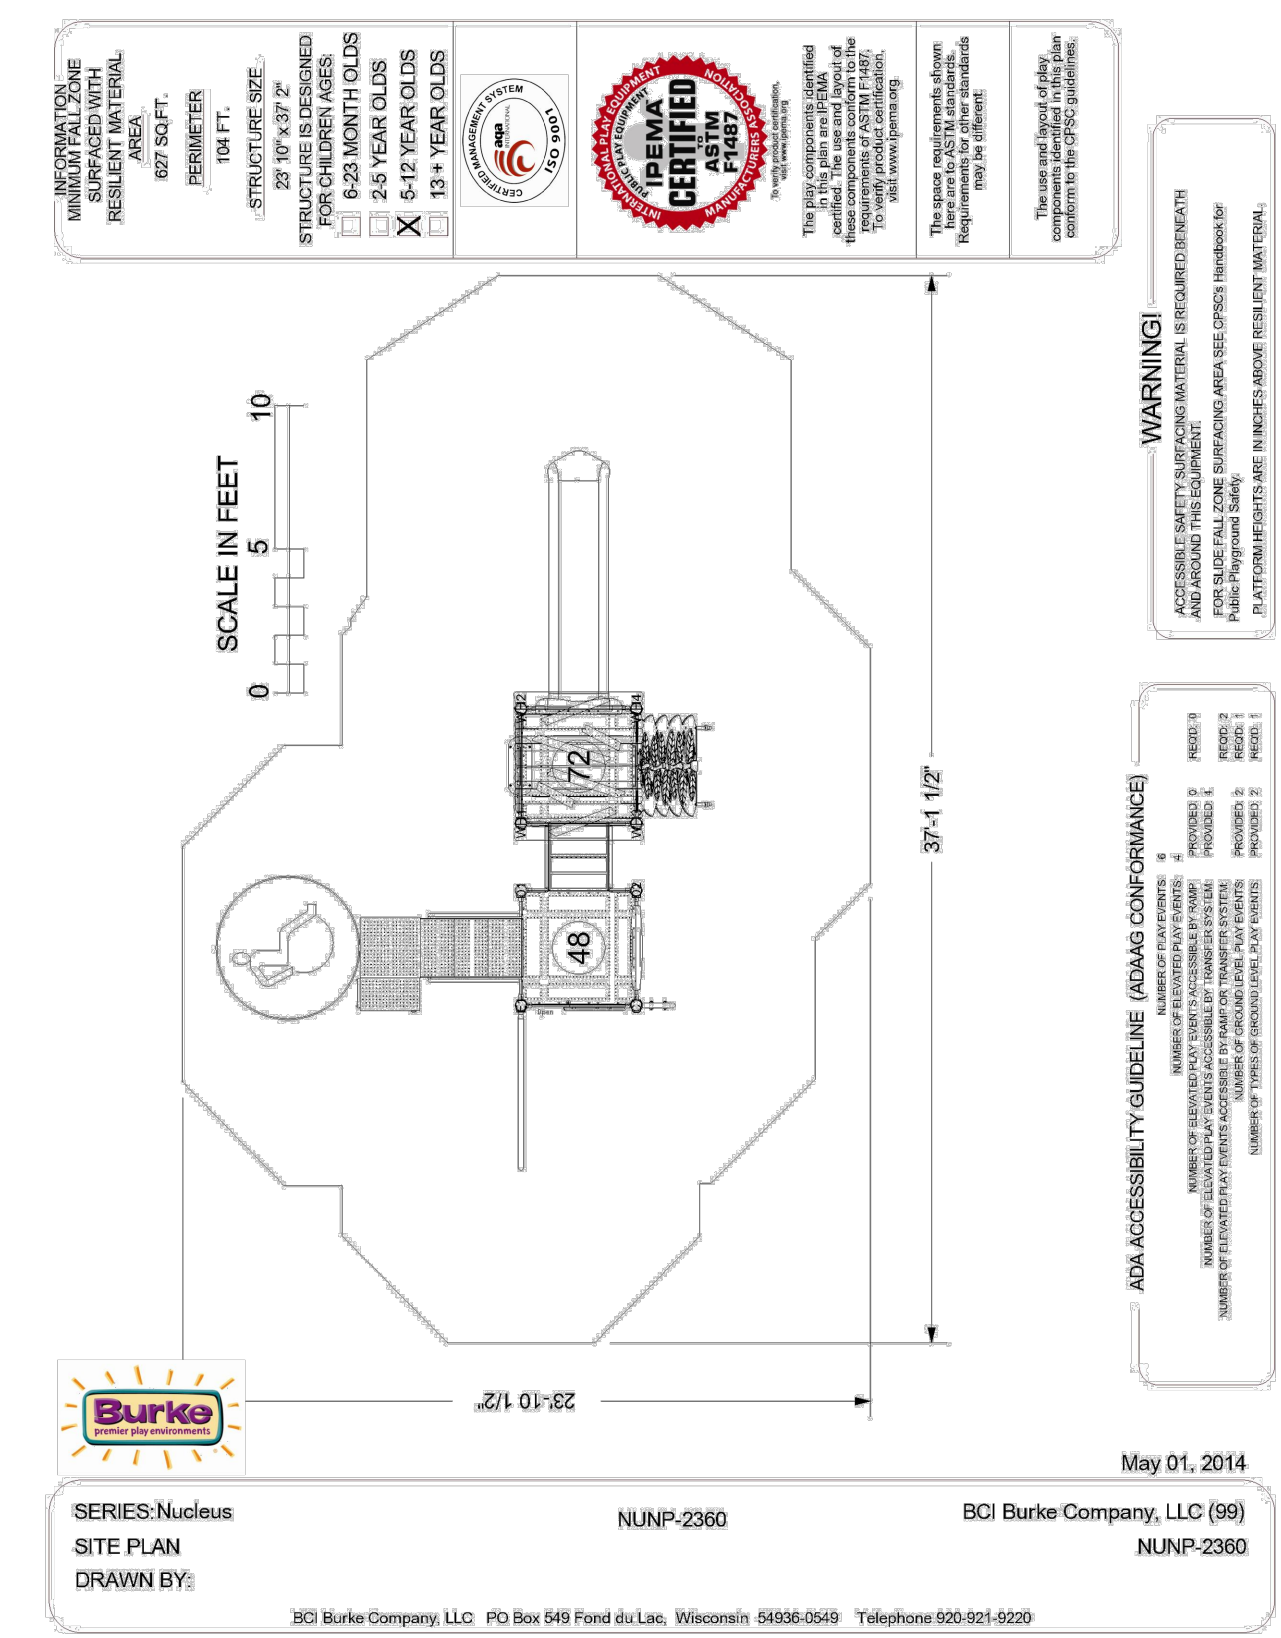 INFORMATION
MINIMUM FALL ZONE
SURFACED WITH
RESILIENT MATERIAL
AREA
627 SQ.FT.
PERIMETER
104 FT.
STRUCTURE SIZE
23' 10" x 37' 2"
STRUCTURE IS DESIGNED
FOR CHILDREN AGES:
6-23 MONTH OLDS
2-5 YEAR OLDS
X 5-12 YEAR OLDS
13 + YEAR OLDS
CERTIFIED MANAGEMENT SYSTEM
aqa
INTERNATIONAL
ISO 9001
INTERNATIONAL PLAY EQUIPMENT
MANUFACTURERS ASSOCIATION
PUBLIC PLAY EQUIPMENT
IPEMA
CERTIFIED
TO
ASTM
F1487
To verify product certification,
visit www.ipema.org
The play components identified
in this plan are IPEMA
certified. The use and layout of
these components conform to the
requirements of ASTM F1487.
To verify product certification,
visit www.ipema.org
The space requirements shown
here are to ASTM standards.
Requirements for other standards
may be different.
The use and layout of play
components identified in this plan
conform to the CPSC guidelines.
SCALE IN FEET
0 5 10
72
48
Open
37'-1 1/2"
23'-10 1/2"
WARNING!
ACCESSIBLE SAFETY SURFACING MATERIAL IS REQUIRED BENEATH
AND AROUND THIS EQUIPMENT.
FOR SLIDE FALL ZONE SURFACING AREA SEE CPSC's Handbook for
Public Playground Safety.
PLATFORM HEIGHTS ARE IN INCHES ABOVE RESILIENT MATERIAL
ADA ACCESSIBILITY GUIDELINE (ADAAG CONFORMANCE)
NUMBER OF PLAY EVENTS: 6
NUMBER OF ELEVATED PLAY EVENTS: 4
NUMBER OF ELEVATED PLAY EVENTS ACCESSIBLE BY RAMP PROVIDED: 0 REQ'D: 0
NUMBER OF ELEVATED PLAY EVENTS ACCESSIBLE BY TRANSFER SYSTEM: PROVIDED: 4
NUMBER OF ELEVATED PLAY EVENTS ACCESSIBLE BY RAMP OR TRANSFER SYSTEM: REQ'D: 2
NUMBER OF GROUND LEVEL PLAY EVENTS: PROVIDED: 2 REQ'D: 1
NUMBER OF TYPES OF GROUND LEVEL PLAY EVENTS: PROVIDED: 2 REQ'D: 1
Burke
premier play environments
May 01, 2014
SERIES: Nucleus
SITE PLAN
DRAWN BY:
NUNP-2360
BCI Burke Company, LLC (99)
NUNP-2360
BCI Burke Company, LLC PO Box 549 Fond du Lac, Wisconsin 54936-0549 Telephone 920-921-9220